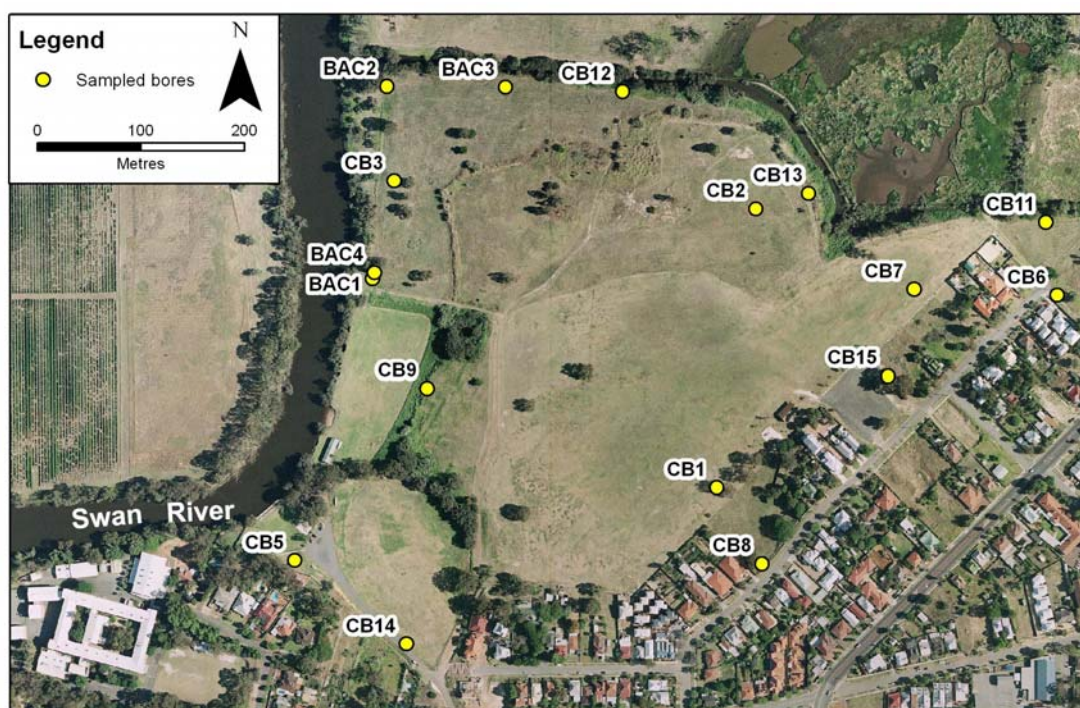 Legend
N
Sampled bores
0 100 200
Metres
BAC2
BAC3
CB12
CB3
CB2
CB13
CB11
BAC4
BAC1
CB7
CB6
CB9
CB15
CB1
Swan River
CB5
CB8
CB14